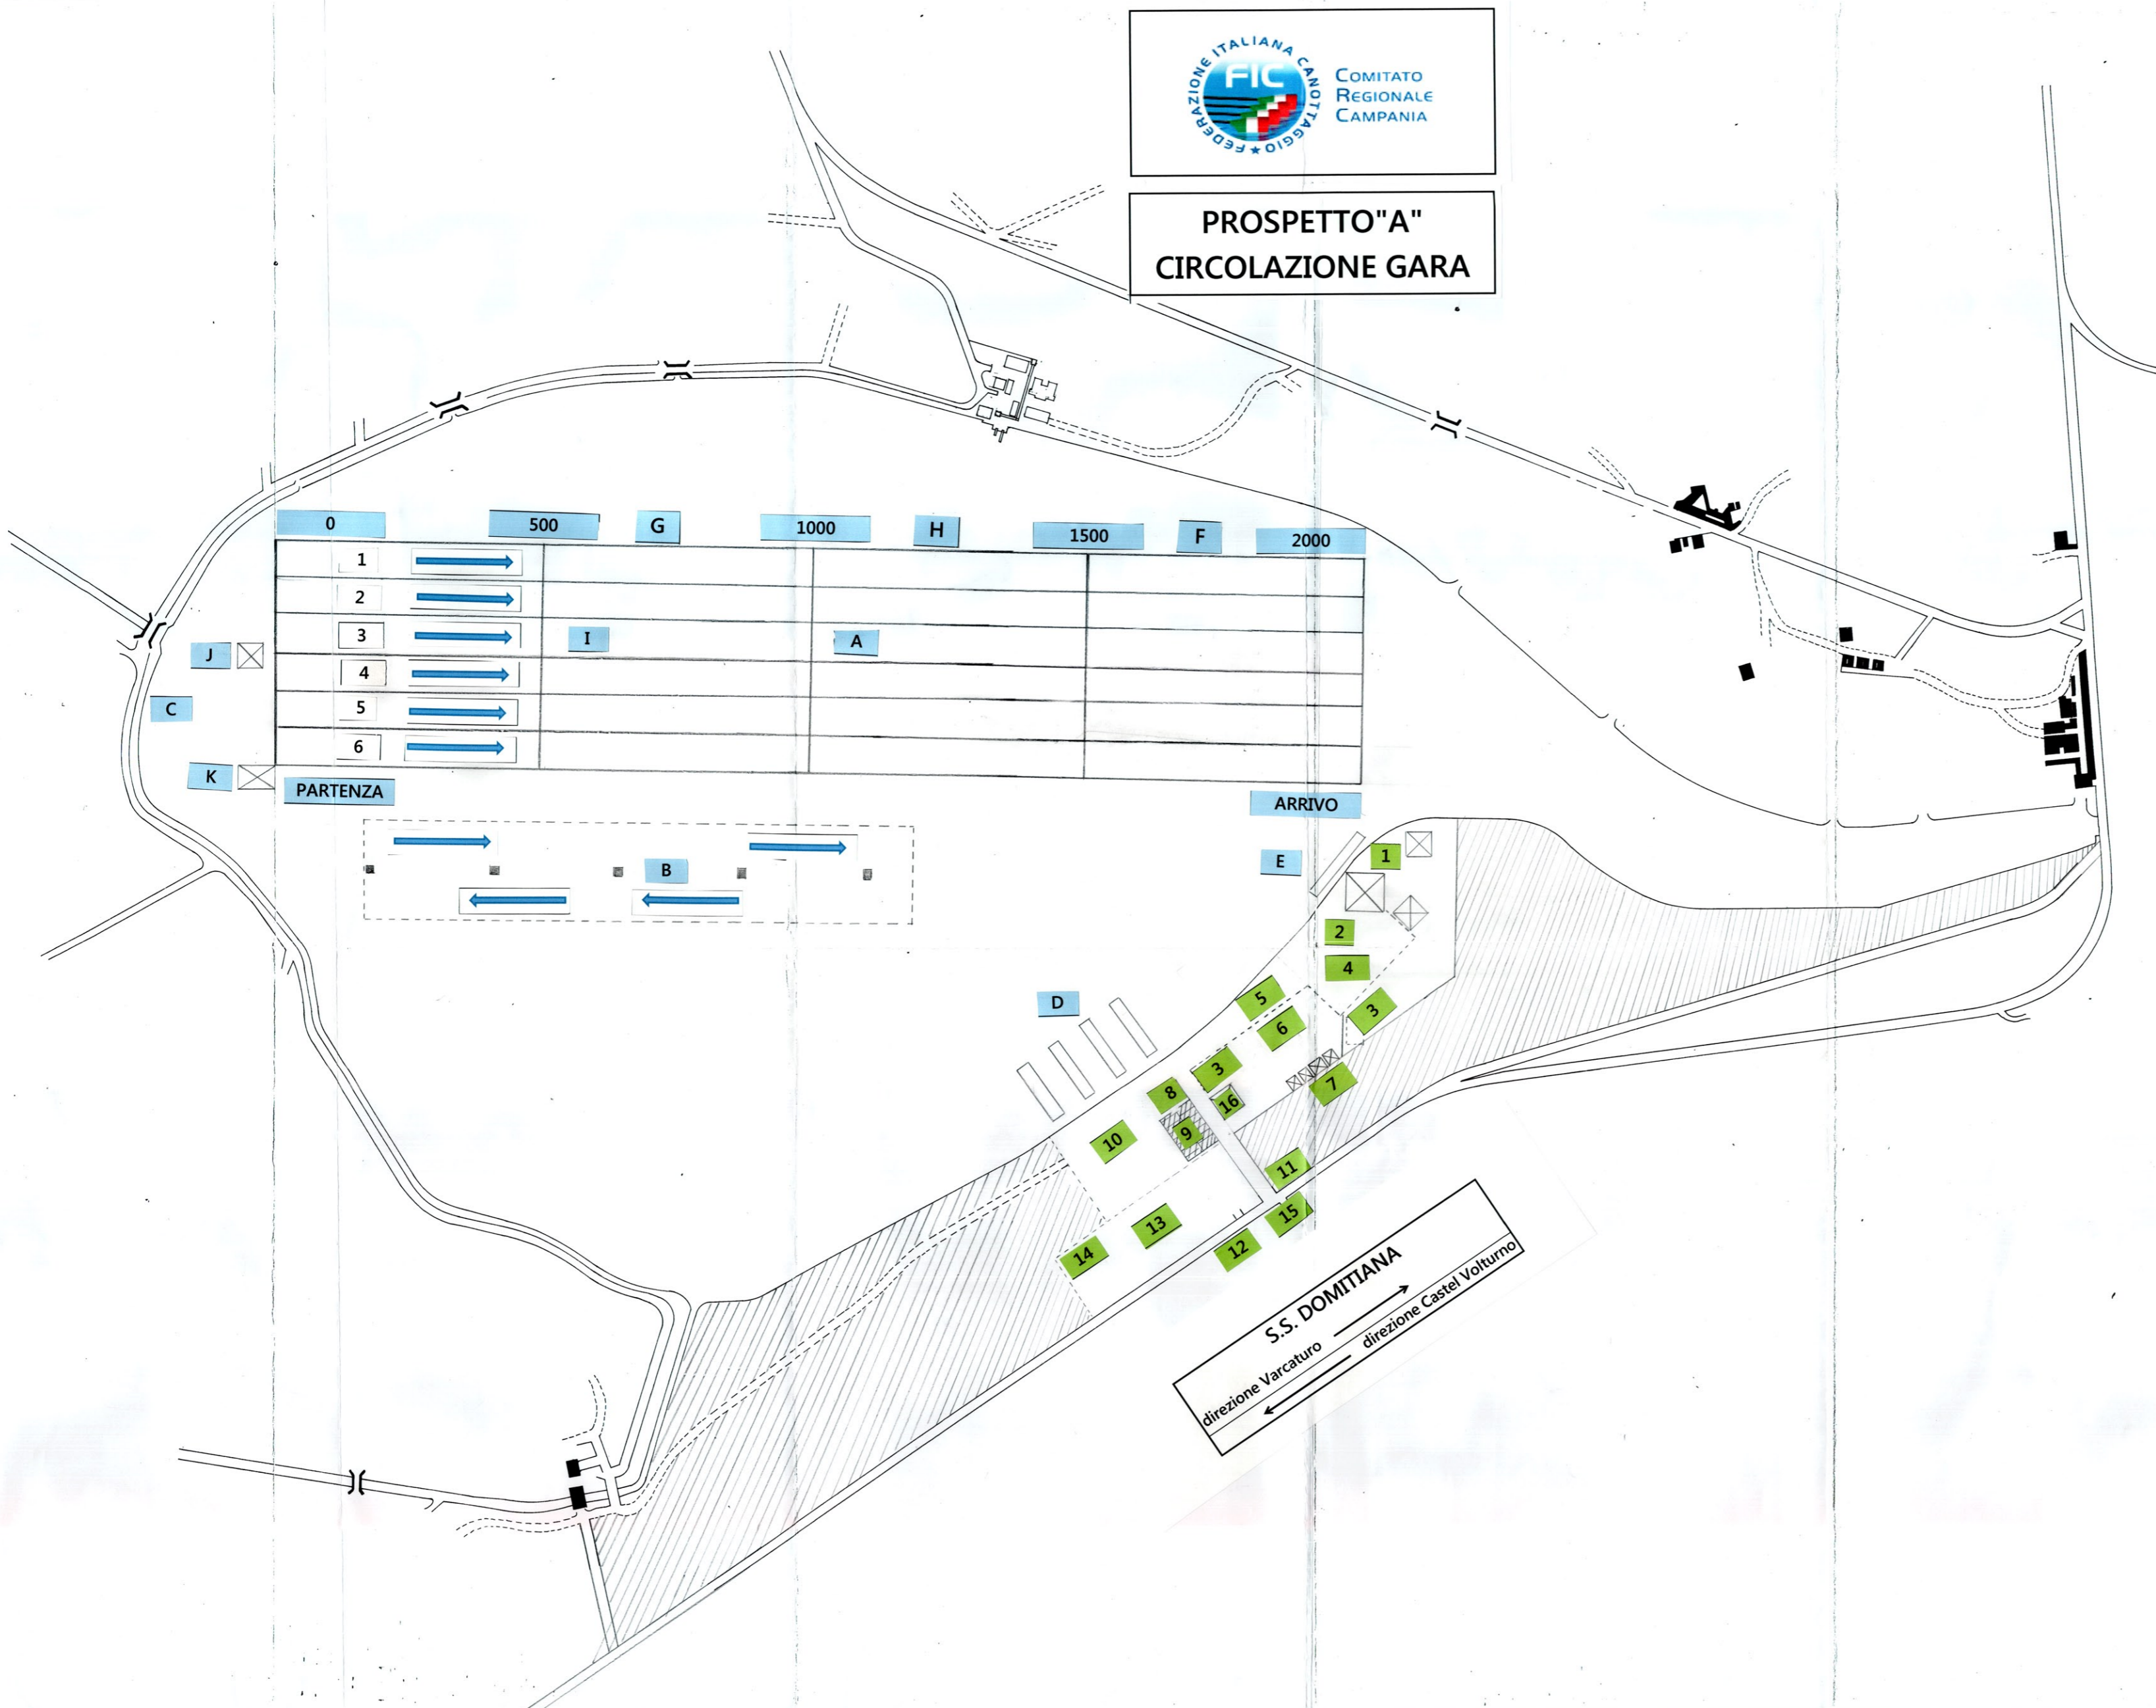 FEDERAZIONE ITALIANA CANOTTAGGIO ★
FIC
COMITATO
REGIONALE
CAMPANIA
PROSPETTO"A"
CIRCOLAZIONE GARA
0
500
G
1000
H
1500
F
2000
1
2
3
I
A
J
4
C
5
6
K
PARTENZA
ARRIVO
B
E
1
2
4
D
5
3
6
3
7
8
16
9
10
11
13
15
14
12
S.S. DOMITIANA
direzione Varcaturo
direzione Castel Volturno